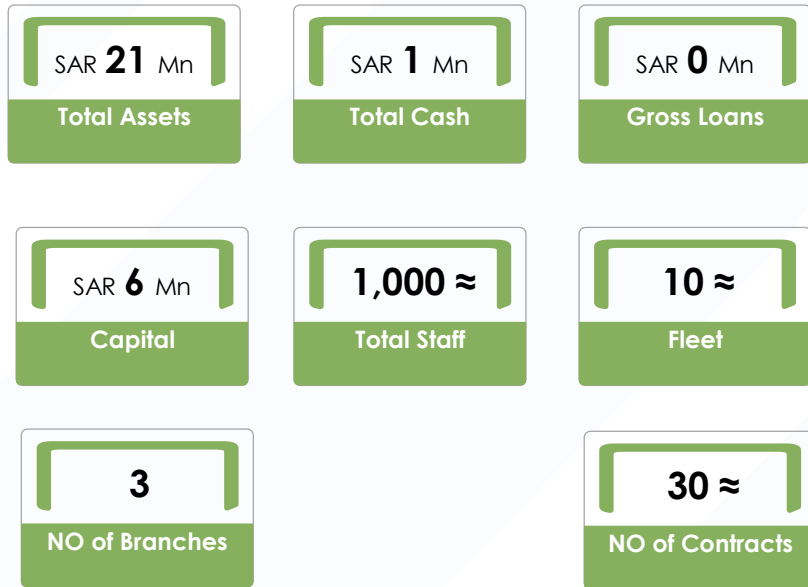 SAR 21 Mn
Total Assets
SAR 1 Mn
Total Cash
SAR 0 Mn
Gross Loans
SAR 6 Mn
Capital
1,000 ≈
Total Staff
10 ≈
Fleet
3
NO of Branches
30 ≈
NO of Contracts